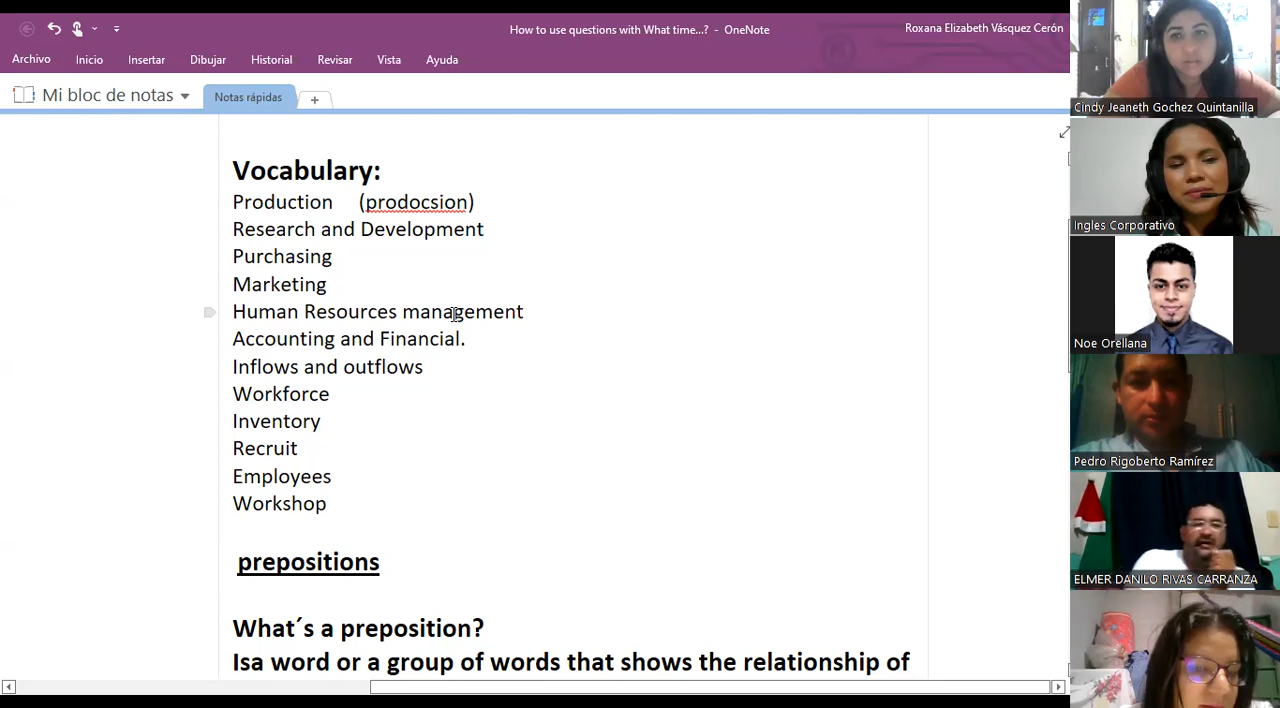 How to use questions with What time...? - OneNote
Roxana Elizabeth Vásquez Cerón
Archivo Inicio Insertar Dibujar Historial Revisar Vista Ayuda
Mi bloc de notas
Notas rápidas
Vocabulary:
Production (prodocsion)
Research and Development
Purchasing
Marketing
Human Resources management
Accounting and Financial.
Inflows and outflows
Workforce
Inventory
Recruit
Employees
Workshop
prepositions
What´s a preposition?
Isa word or a group of words that shows the relationship of
Cindy Jeaneth Gochez Quintanilla
Ingles Corporativo
Noe Orellana
Pedro Rigoberto Ramírez
ELMER DANILO RIVAS CARRANZA